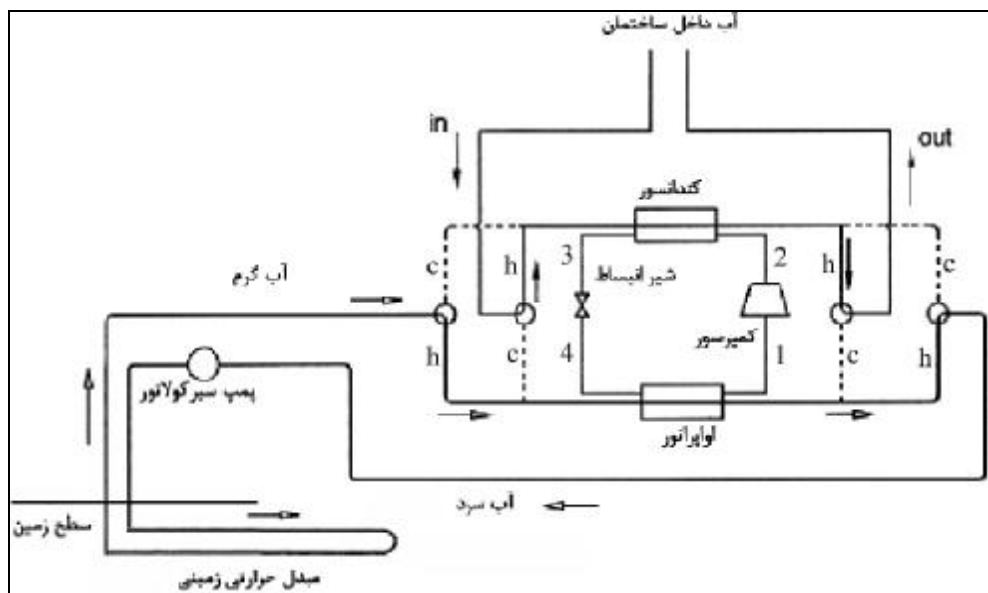 آب داخل ساختمان
in
out
کندانسور
c
h
3
شیر انبساط
2
h
c
آب گرم
کمپرسور
h
c
4
1
c
h
پمپ سیرکولاتور
اواپراتور
آب سرد
سطح زمین
مبدل حرارتی زمینی